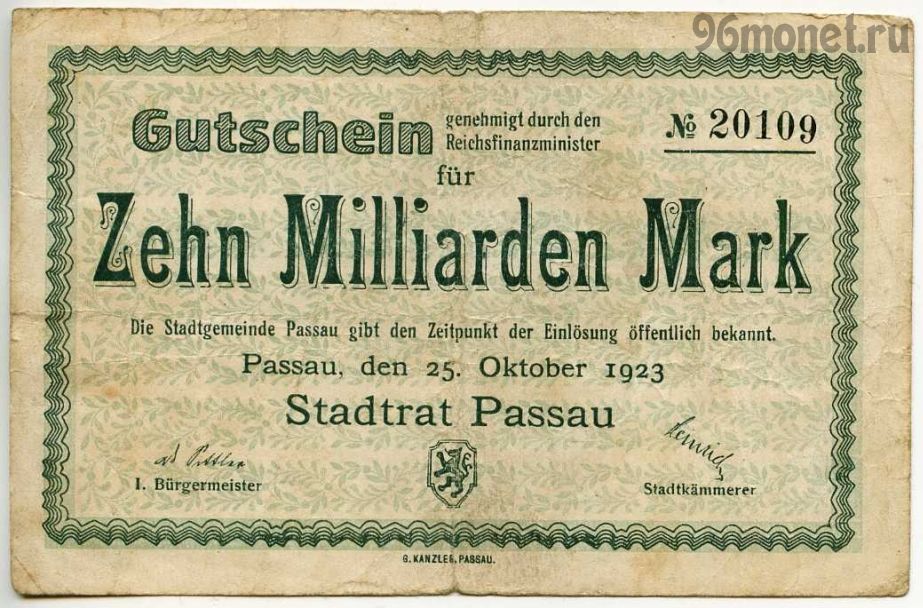 96monet.ru
Gutschein genehmigt durch den Reichsfinanzminister
№ 20109
für
Zehn Milliarden Mark
Die Stadtgemeinde Passau gibt den Zeitpunkt der Einlösung öffentlich bekannt.
Passau, den 25. Oktober 1923
Stadtrat Passau
I. Bürgermeister
Stadtkämmerer
G. KANZLER, PASSAU.